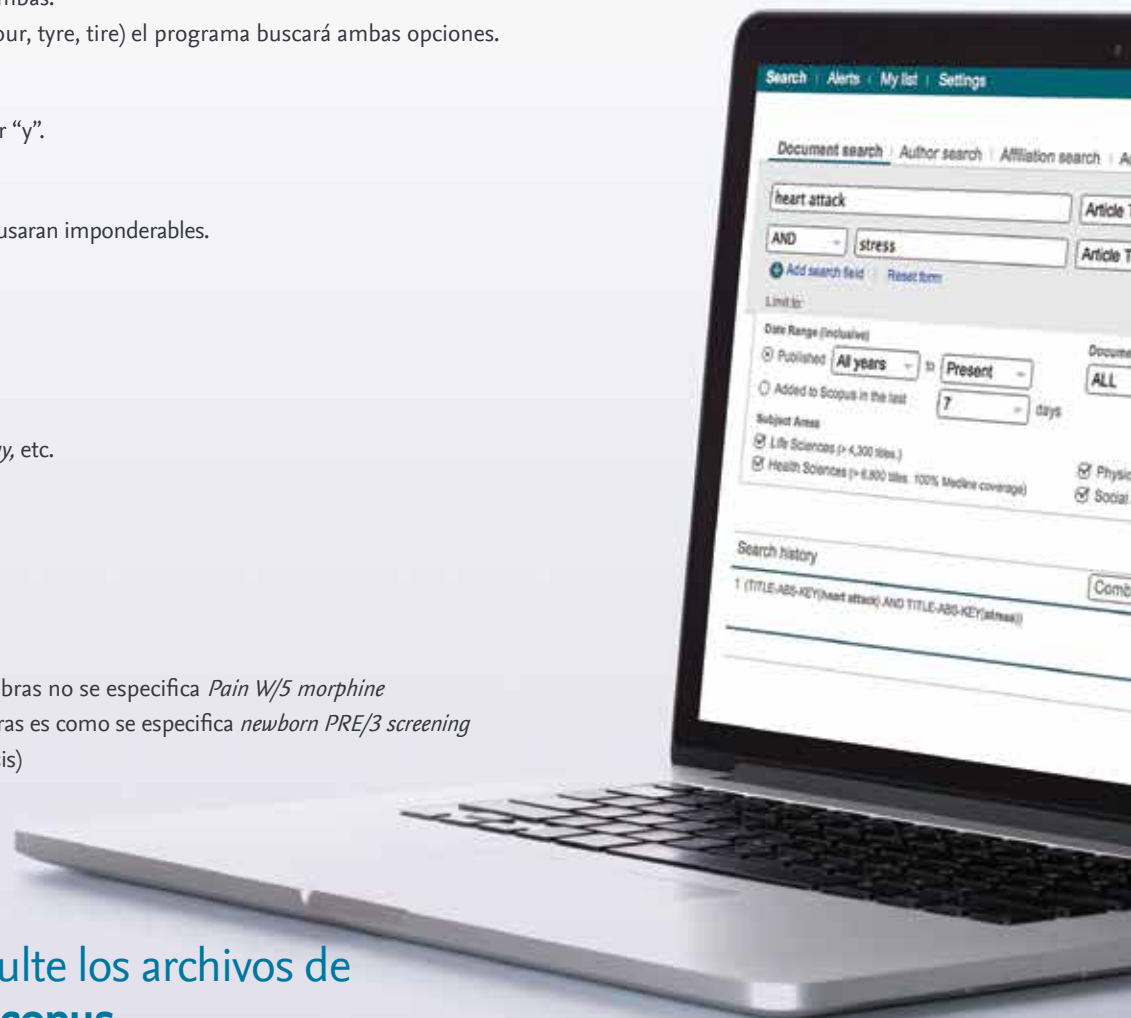 mbas.
our, tyre, tire) el programa buscará ambas opciones.
r “y”.
usaran imponderables.
y, etc.
bras no se especifica Pain W/5 morphine
ras es como se especifica newborn PRE/3 screening
sis)
ulte los archivos de
copus
Search Alerts My list Settings
Document search Author search Affiliation search A
heart attack Article T
AND stress Article T
Add search field Reset form
Limit to:
Date Range (inclusive) Docume
Published All years to Present ALL
Added to Scopus in the last 7 days
Subject Areas
Life Sciences (> 4,300 titles.) Physic
Health Sciences (> 6,800 titles. 100% Medline coverage) Social
Search history Comb
1 (TITLE-ABS-KEY(heart attack) AND TITLE-ABS-KEY(stress))